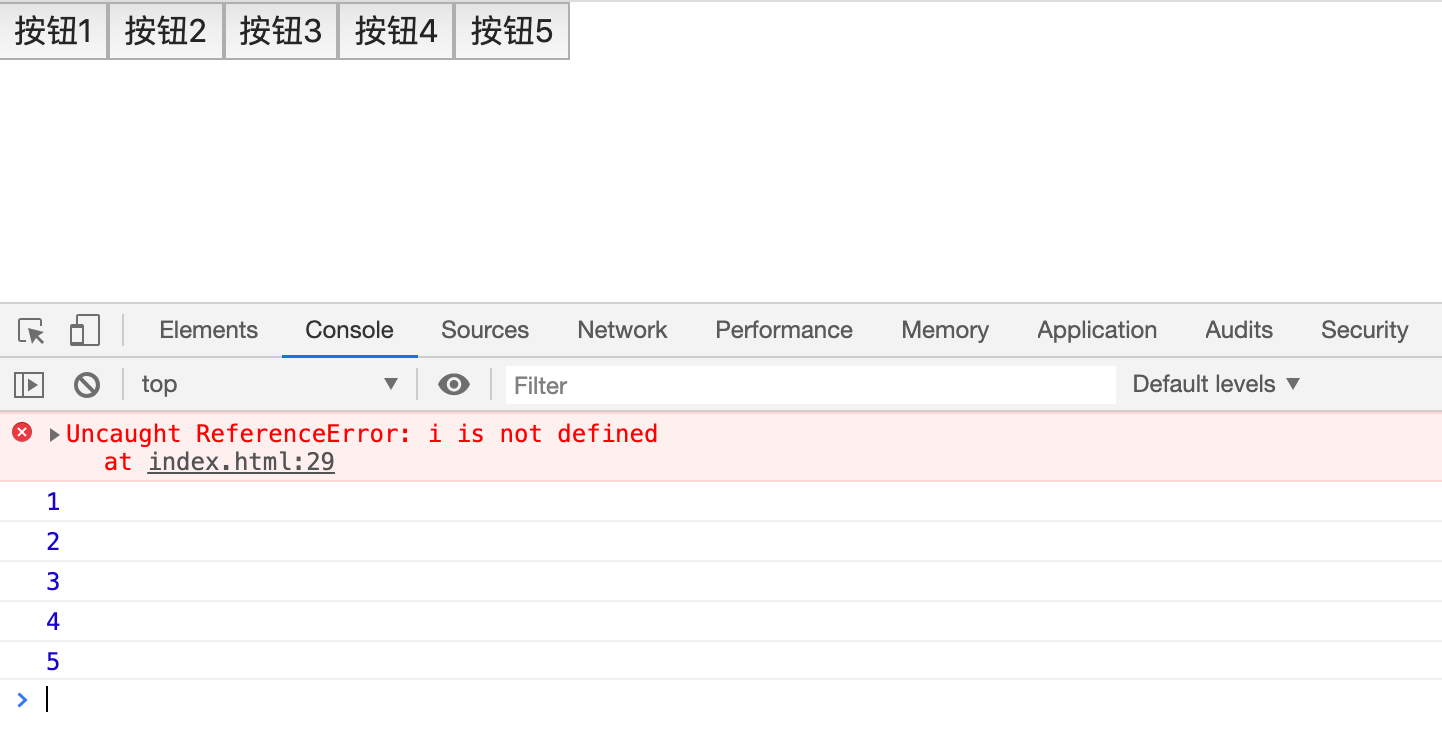 按钮1 按钮2 按钮3 按钮4 按钮5
Elements Console Sources Network Performance Memory Application Audits Security
top Filter Default levels
Uncaught ReferenceError: i is not defined
at index.html:29
1
2
3
4
5